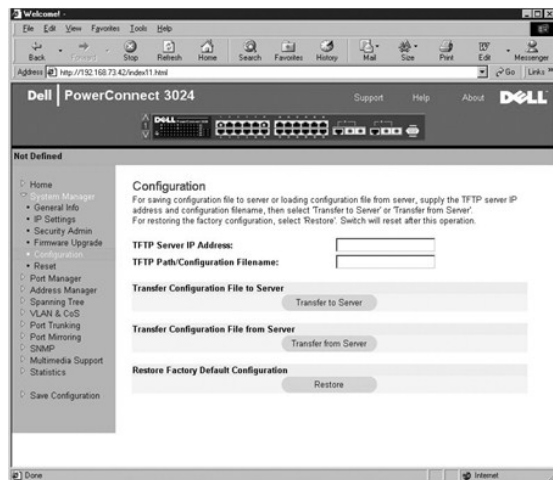 Welcome! -
File Edit View Favorites Tools Help
Back Forward Stop Refresh Home Search Favorites History Mail Size Print Edit Messenger
Address http://192.168.73.42/index11.html Go Links
Dell PowerConnect 3024 Support Help About DELL
DELL
Not Defined
Home
System Manager
General Info
IP Settings
Security Admin
Firmware Upgrade
Configuration
Reset
Port Manager
Address Manager
Spanning Tree
VLAN & CoS
Port Trunking
Port Mirroring
SNMP
Multimedia Support
Statistics
Save Configuration
Configuration
For saving configuration file to server or loading configuration file from server, supply the TFTP server IP
address and configuration filename, then select 'Transfer to Server' or 'Transfer from Server'.
For restoring the factory configuration, select 'Restore'. Switch will reset after this operation.
TFTP Server IP Address:
TFTP Path/Configuration Filename:
Transfer Configuration File to Server
Transfer to Server
Transfer Configuration File from Server
Transfer from Server
Restore Factory Default Configuration
Restore
Done Internet